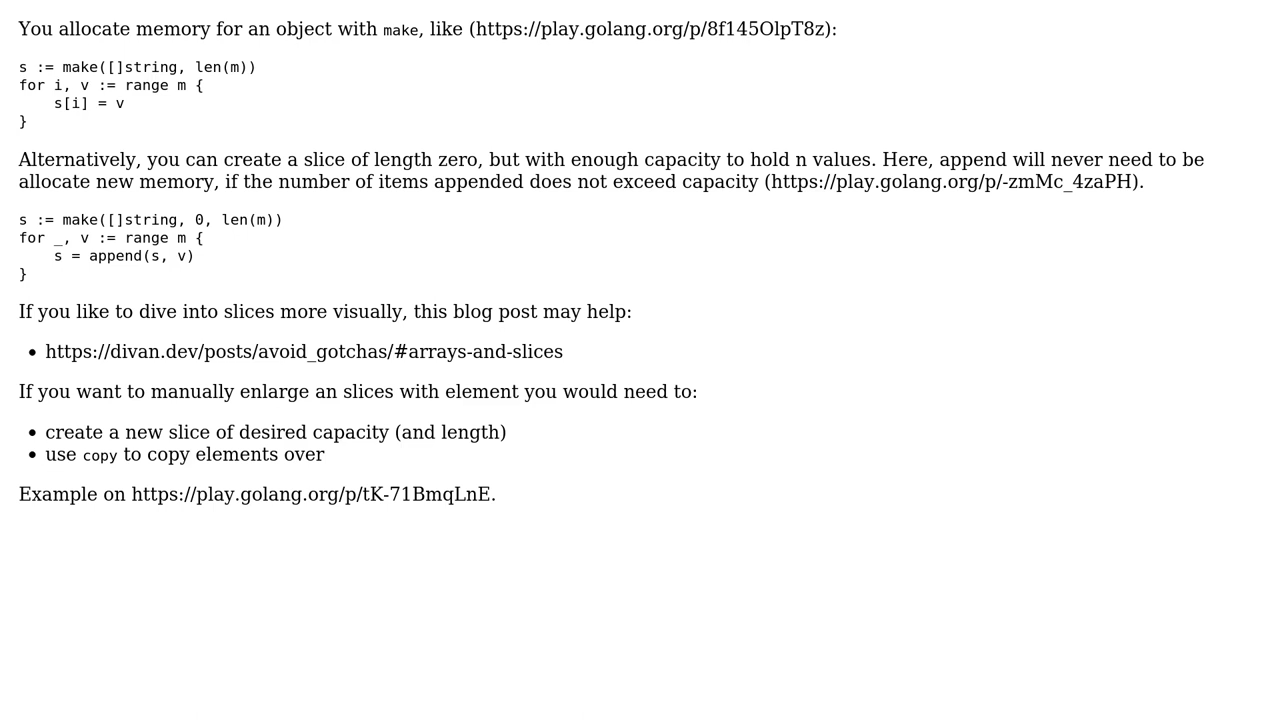 You allocate memory for an object with make, like (https://play.golang.org/p/8f145OlpT8z):
s := make([]string, len(m))
for i, v := range m {
    s[i] = v
}
Alternatively, you can create a slice of length zero, but with enough capacity to hold n values. Here, append will never need to be
allocate new memory, if the number of items appended does not exceed capacity (https://play.golang.org/p/-zmMc_4zaPH).
s := make([]string, 0, len(m))
for _, v := range m {
    s = append(s, v)
}
If you like to dive into slices more visually, this blog post may help:
• https://divan.dev/posts/avoid_gotchas/#arrays-and-slices
If you want to manually enlarge an slices with element you would need to:
• create a new slice of desired capacity (and length)
• use copy to copy elements over
Example on https://play.golang.org/p/tK-71BmqLnE.